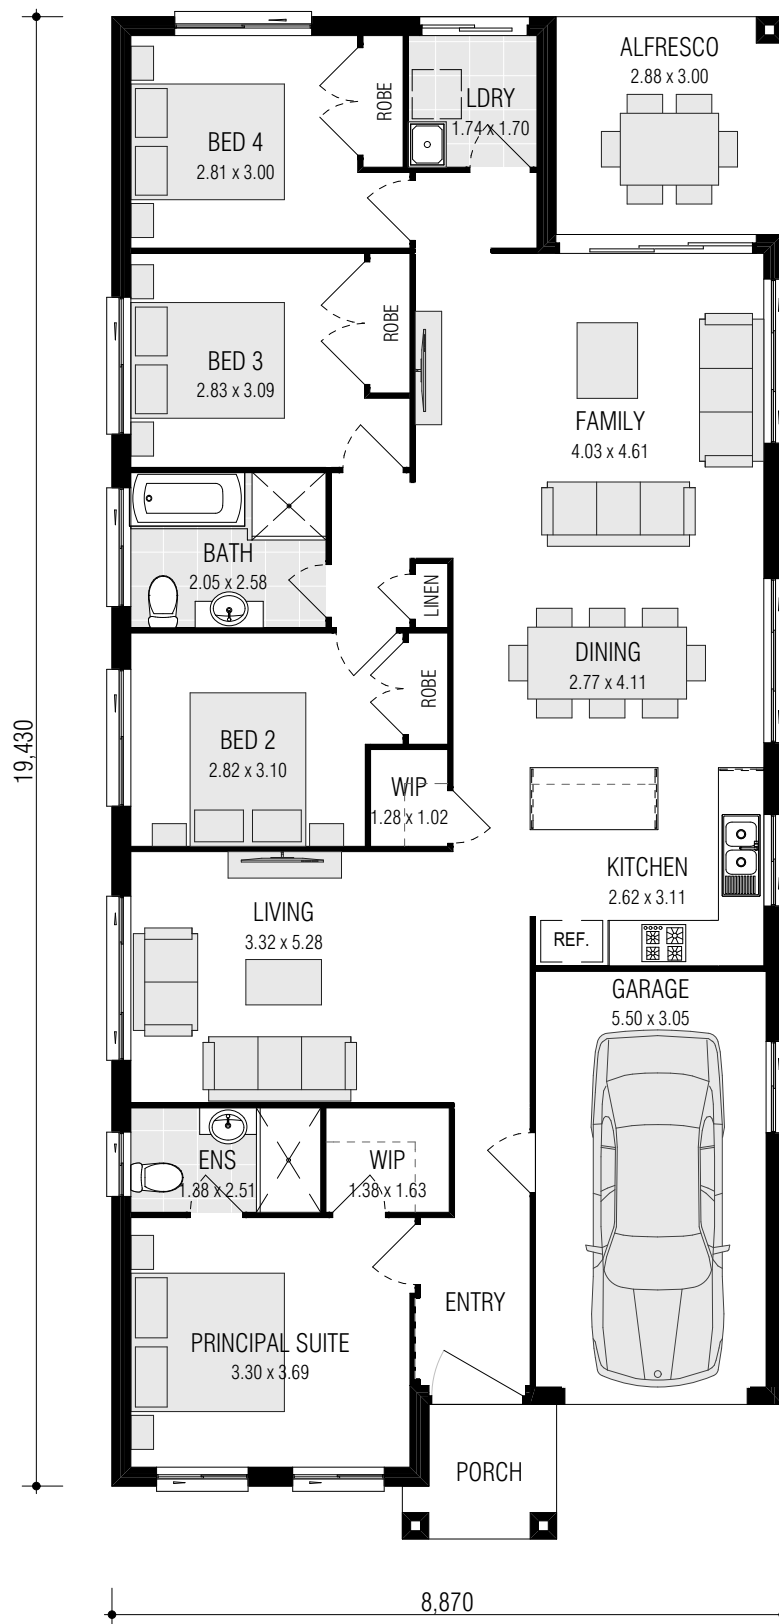 ALFRESCO
2.88 x 3.00
LDRY
1.74 x 1.70
ROBE
BED 4
2.81 x 3.00
ROBE
BED 3
2.83 x 3.09
FAMILY
4.03 x 4.61
BATH
2.05 x 2.58
LINEN
DINING
2.77 x 4.11
ROBE
BED 2
2.82 x 3.10
19,430
WIP
1.28 x 1.02
KITCHEN
2.62 x 3.11
LIVING
3.32 x 5.28
REF.
GARAGE
5.50 x 3.05
ENS
1.38 x 2.51
WIP
1.38 x 1.63
ENTRY
PRINCIPAL SUITE
3.30 x 3.69
PORCH
8,870